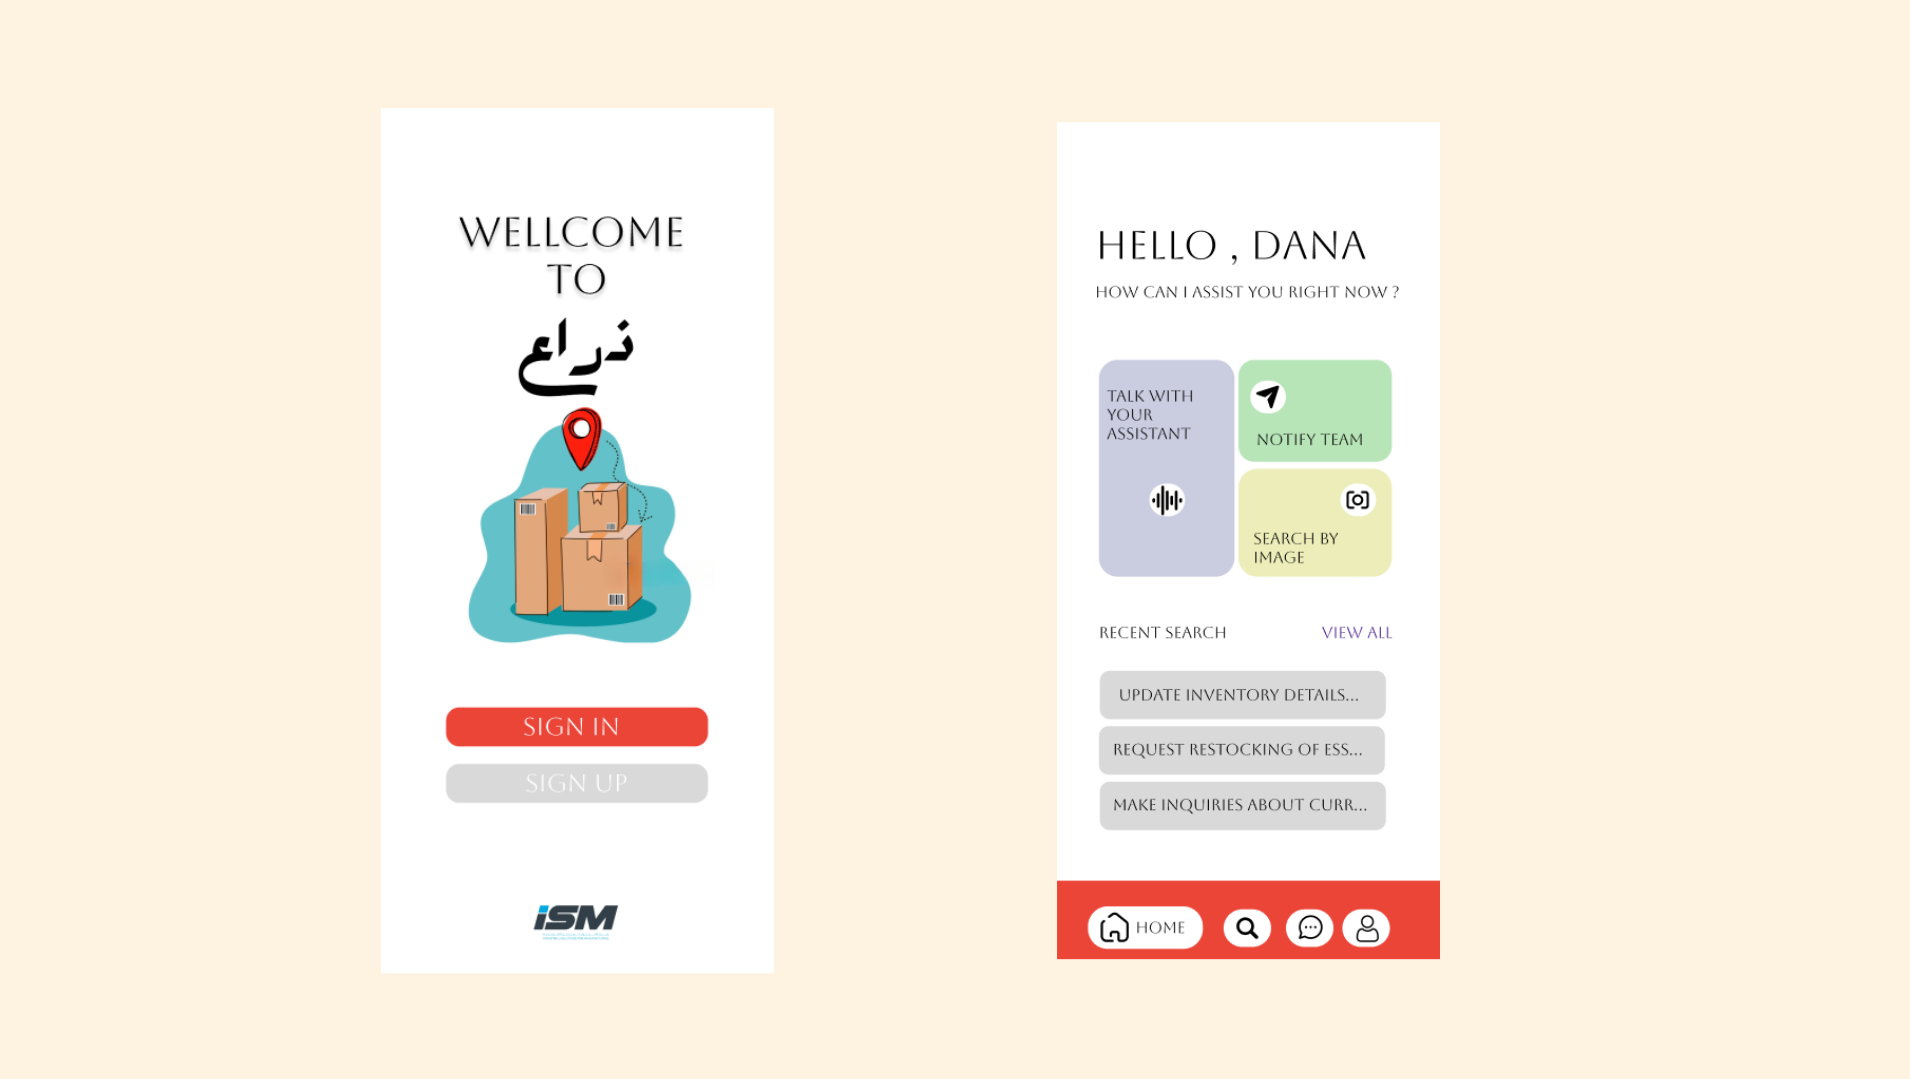 WELLCOME
TO
ذراع
SIGN IN
SIGN UP
iSM
HELLO , DANA
HOW CAN I ASSIST YOU RIGHT NOW ?
TALK WITH
YOUR
ASSISTANT
NOTIFY TEAM
SEARCH BY
IMAGE
RECENT SEARCH
VIEW ALL
UPDATE INVENTORY DETAILS...
REQUEST RESTOCKING OF ESS...
MAKE INQUIRIES ABOUT CURR...
HOME